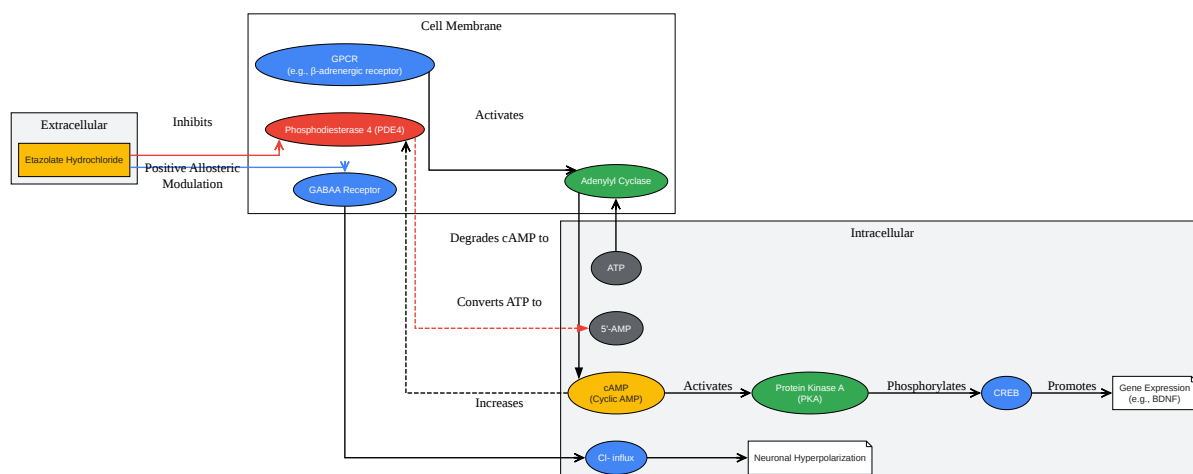 Cell Membrane
GPCR
(e.g., β-adrenergic receptor)
Activates
Extracellular
Inhibits
Phosphodiesterase 4 (PDE4)
Etazolate Hydrochloride
Positive Allosteric
Modulation
GABAA Receptor
Adenylyl Cyclase
Degrades cAMP to
Intracellular
ATP
Converts ATP to
5'-AMP
Increases
cAMP
(Cyclic AMP)
Activates
Protein Kinase A
(PKA)
Phosphorylates
CREB
Promotes
Gene Expression
(e.g., BDNF)
Cl- influx
Neuronal Hyperpolarization